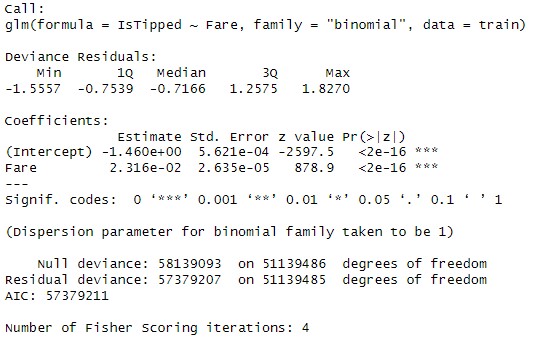 Call:
glm(formula = IsTipped ~ Fare, family = "binomial", data = train)
Deviance Residuals:
Min 1Q Median 3Q Max
-1.5557 -0.7539 -0.7166 1.2575 1.8270
Coefficients:
Estimate Std. Error z value Pr(>|z|)
(Intercept) -1.460e+00 5.621e-04 -2597.5 <2e-16 ***
Fare 2.316e-02 2.635e-05 878.9 <2e-16 ***
---
Signif. codes: 0 ‘***’ 0.001 ‘**’ 0.01 ‘*’ 0.05 ‘.’ 0.1 ‘ ’ 1
(Dispersion parameter for binomial family taken to be 1)
Null deviance: 58139093 on 51139486 degrees of freedom
Residual deviance: 57379207 on 51139485 degrees of freedom
AIC: 57379211
Number of Fisher Scoring iterations: 4